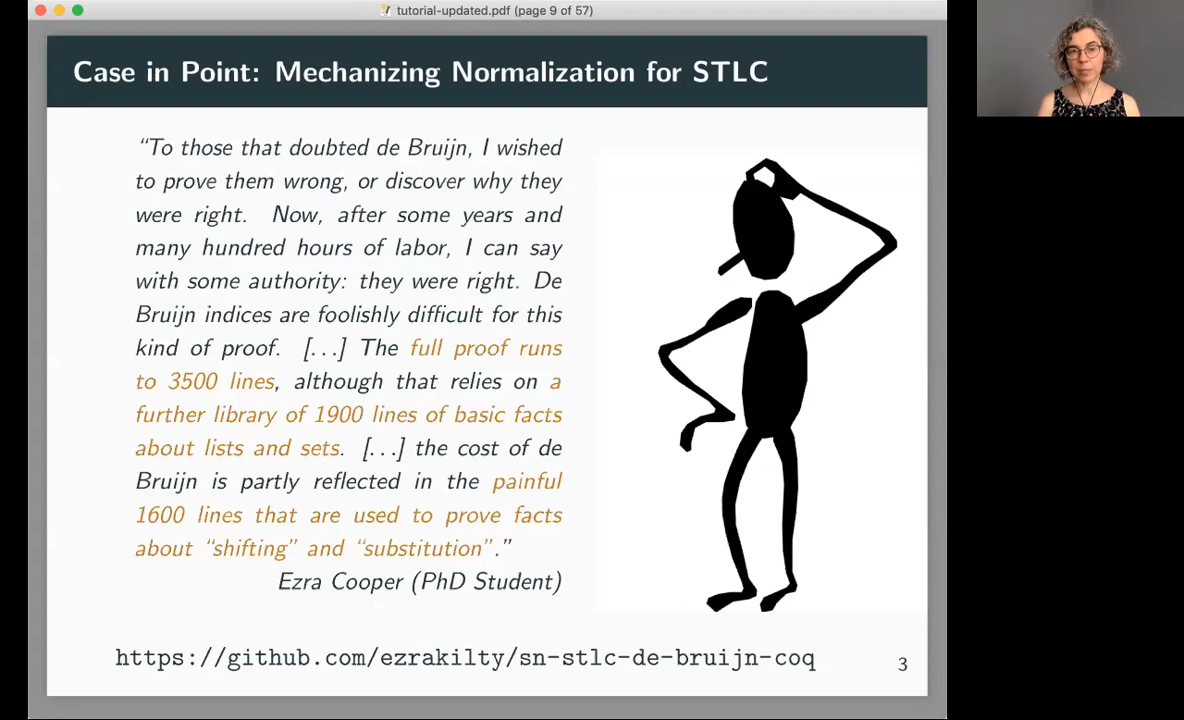 tutorial-updated.pdf (page 9 of 57)
Case in Point: Mechanizing Normalization for STLC
“To those that doubted de Bruijn, I wished
to prove them wrong, or discover why they
were right. Now, after some years and
many hundred hours of labor, I can say
with some authority: they were right. De
Bruijn indices are foolishly difficult for this
kind of proof. [...] The full proof runs
to 3500 lines, although that relies on a
further library of 1900 lines of basic facts
about lists and sets. [...] the cost of de
Bruijn is partly reflected in the painful
1600 lines that are used to prove facts
about “shifting” and “substitution”.”
Ezra Cooper (PhD Student)
https://github.com/ezrakilty/sn-stlc-de-bruijn-coq
3